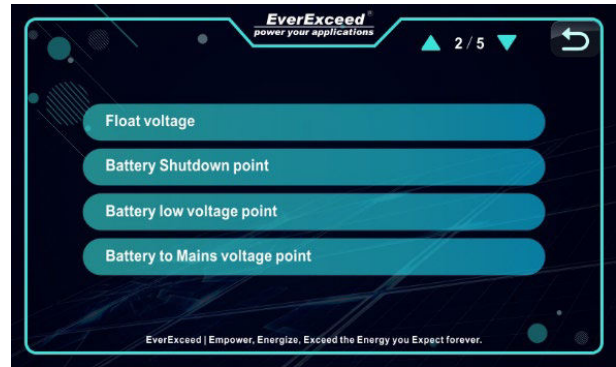 EverExceed®
power your applications
2/5
Float voltage
Battery Shutdown point
Battery low voltage point
Battery to Mains voltage point
EverExceed | Empower, Energize, Exceed the Energy you Expect forever.